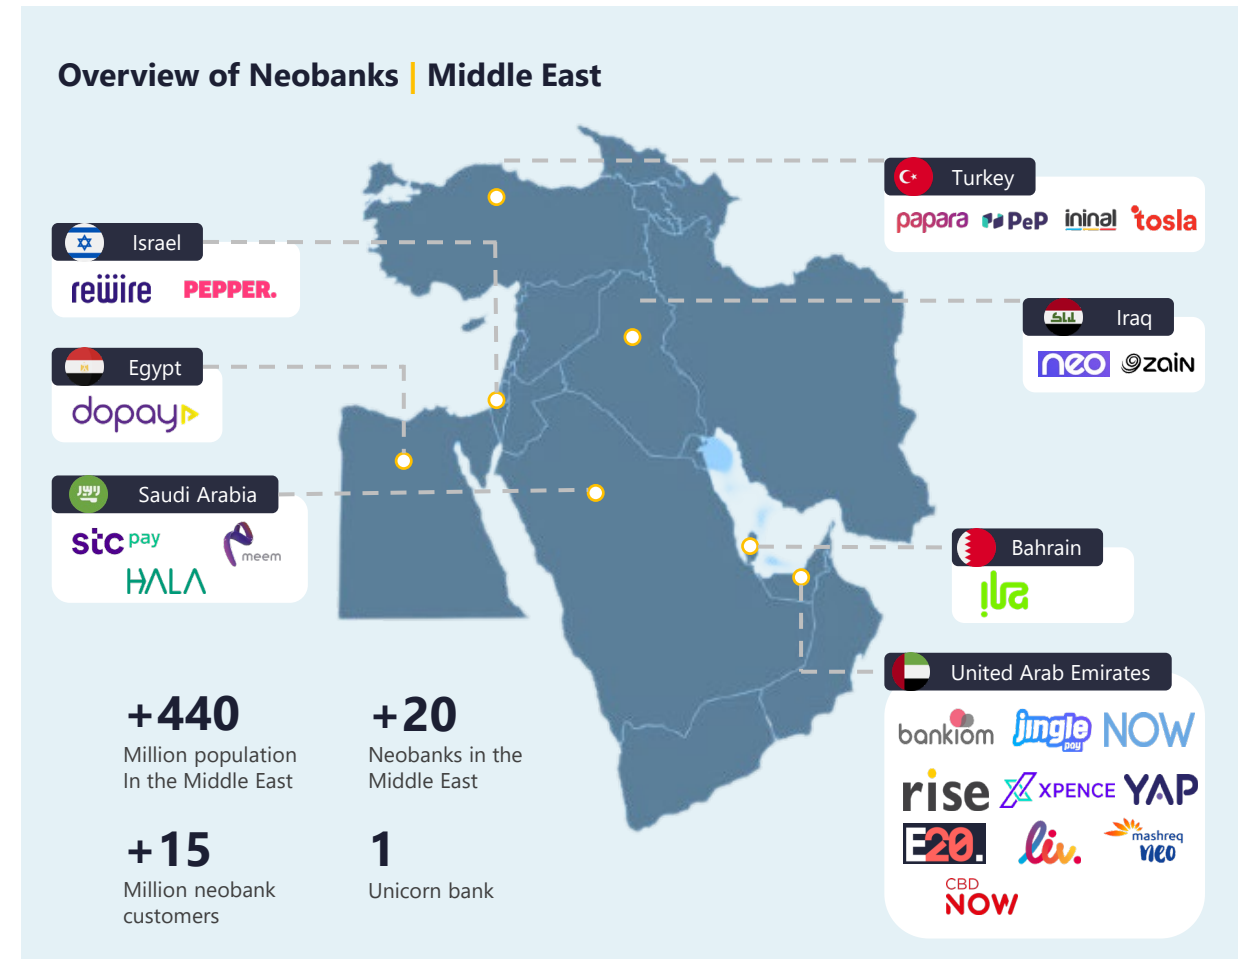 Overview of Neobanks | Middle East
Turkey
papara PeP ininal tosla
Israel
rewire PEPPER.
Iraq
neo zain
Egypt
dopay
Saudi Arabia
stc pay meem
HALA
Bahrain
ila
United Arab Emirates
bankiom jingle pay NOW
rise XPENCE YAP
E20. liv. mashreq neo
CBD NOW
+440
Million population
In the Middle East
+20
Neobanks in the
Middle East
+15
Million neobank
customers
1
Unicorn bank